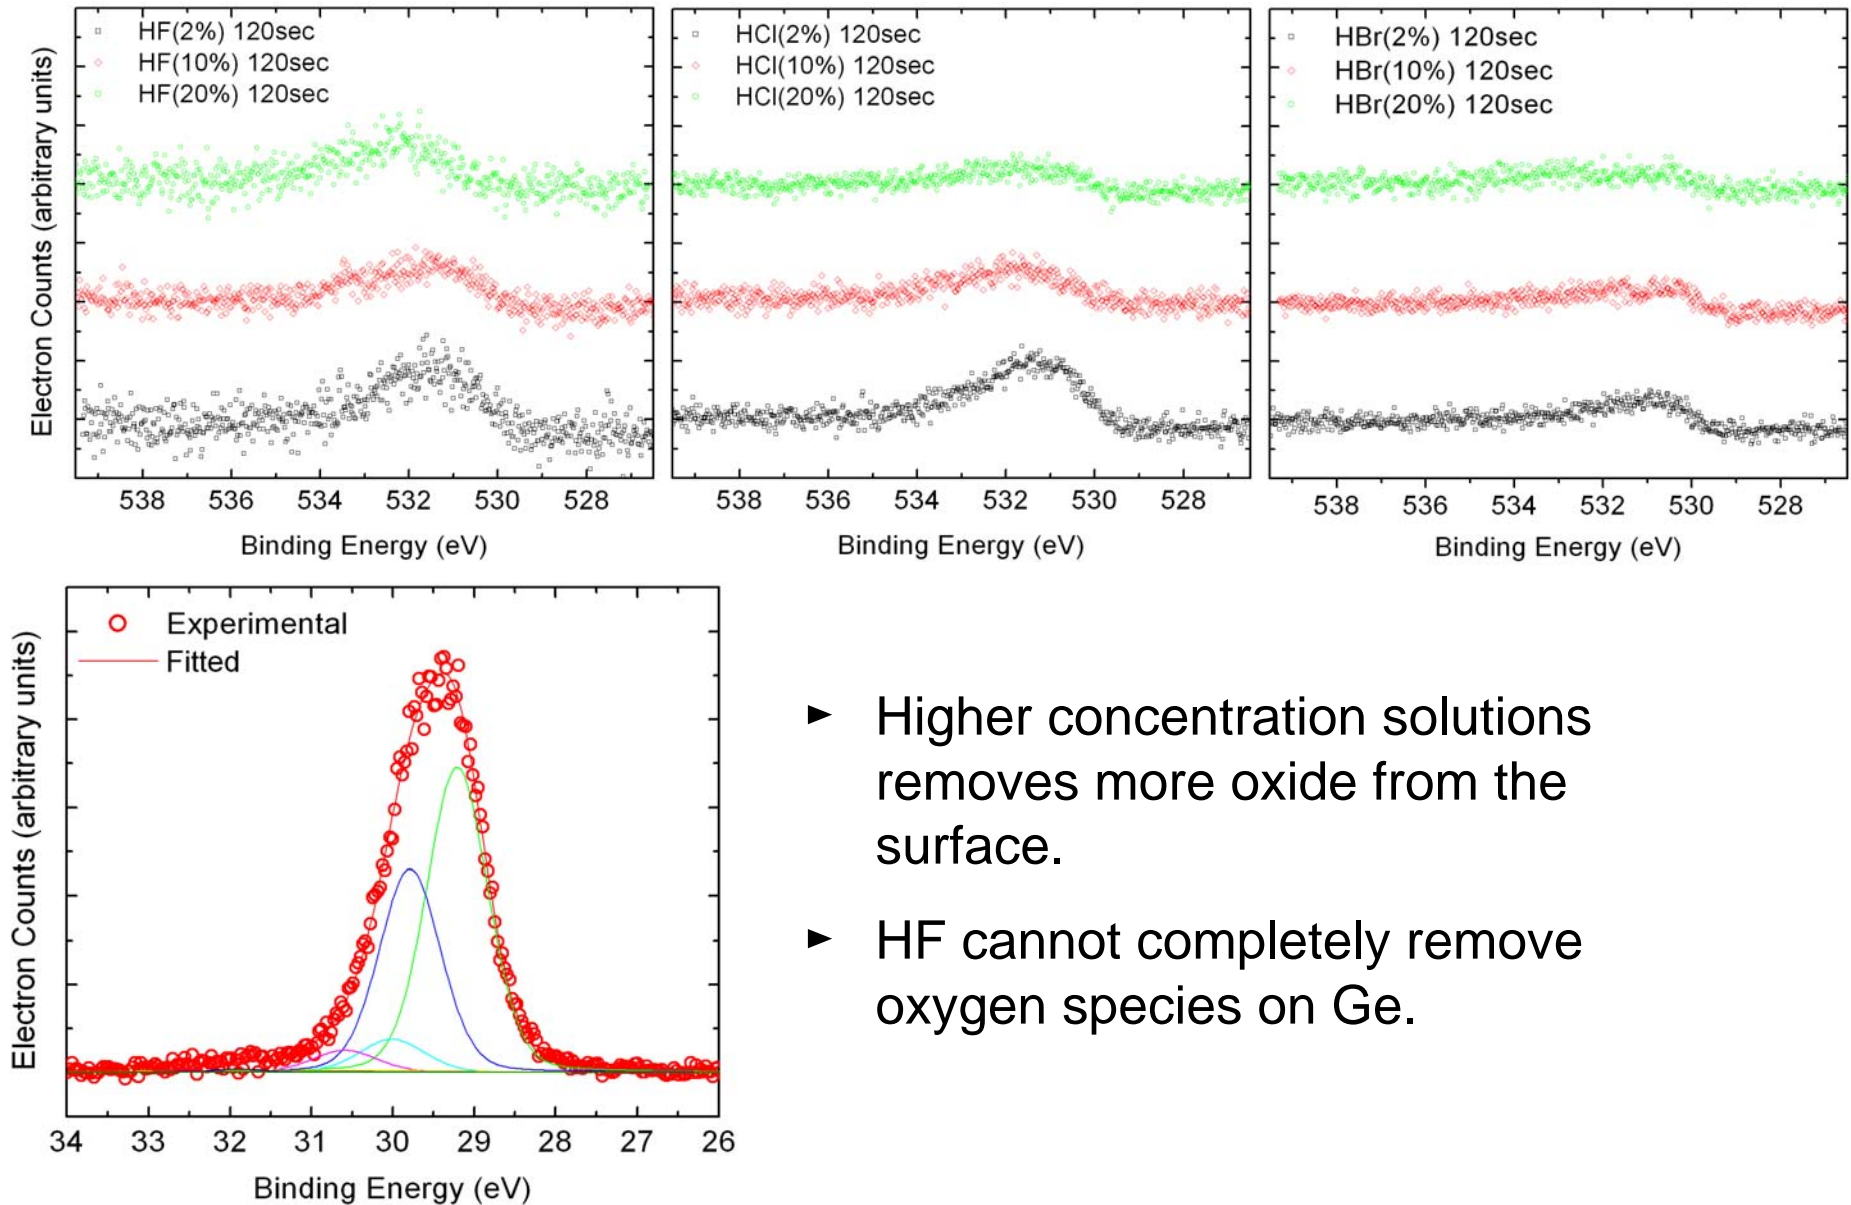 HF(2%) 120sec
HF(10%) 120sec
HF(20%) 120sec
Electron Counts (arbitrary units)
538 536 534 532 530 528
Binding Energy (eV)
HCl(2%) 120sec
HCl(10%) 120sec
HCl(20%) 120sec
538 536 534 532 530 528
Binding Energy (eV)
HBr(2%) 120sec
HBr(10%) 120sec
HBr(20%) 120sec
538 536 534 532 530 528
Binding Energy (eV)
Experimental
Fitted
Electron Counts (arbitrary units)
34 33 32 31 30 29 28 27 26
Binding Energy (eV)
► Higher concentration solutions
removes more oxide from the
surface.
► HF cannot completely remove
oxygen species on Ge.